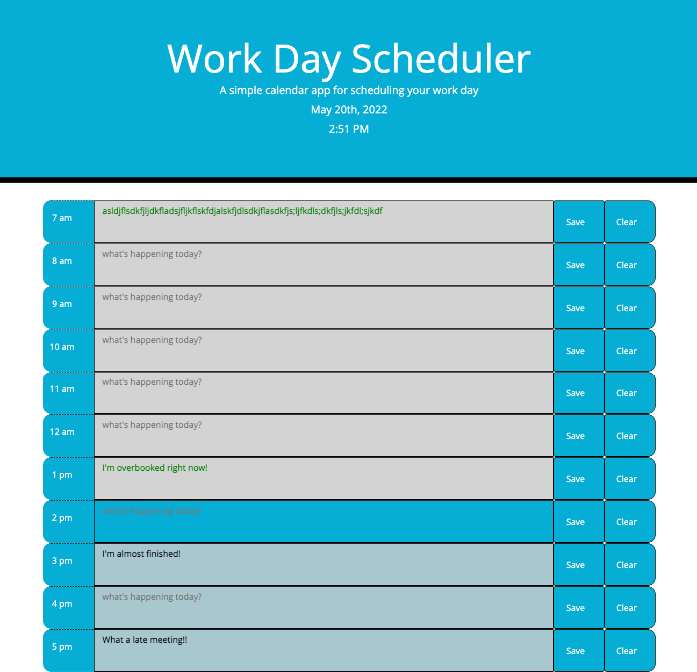 Work Day Scheduler
A simple calendar app for scheduling your work day
May 20th, 2022
2:51 PM
7 am asldjflsdkfjljdkfladsjfljkflskfdjalskfjdlsdkjflasdkfjs;ljfkdls;dkfjls;jkfdl;sjkdf Save Clear
8 am what's happening today? Save Clear
9 am what's happening today? Save Clear
10 am what's happening today? Save Clear
11 am what's happening today? Save Clear
12 am what's happening today? Save Clear
1 pm I'm overbooked right now! Save Clear
2 pm what's happening today? Save Clear
3 pm I'm almost finished! Save Clear
4 pm what's happening today? Save Clear
5 pm What a late meeting!! Save Clear